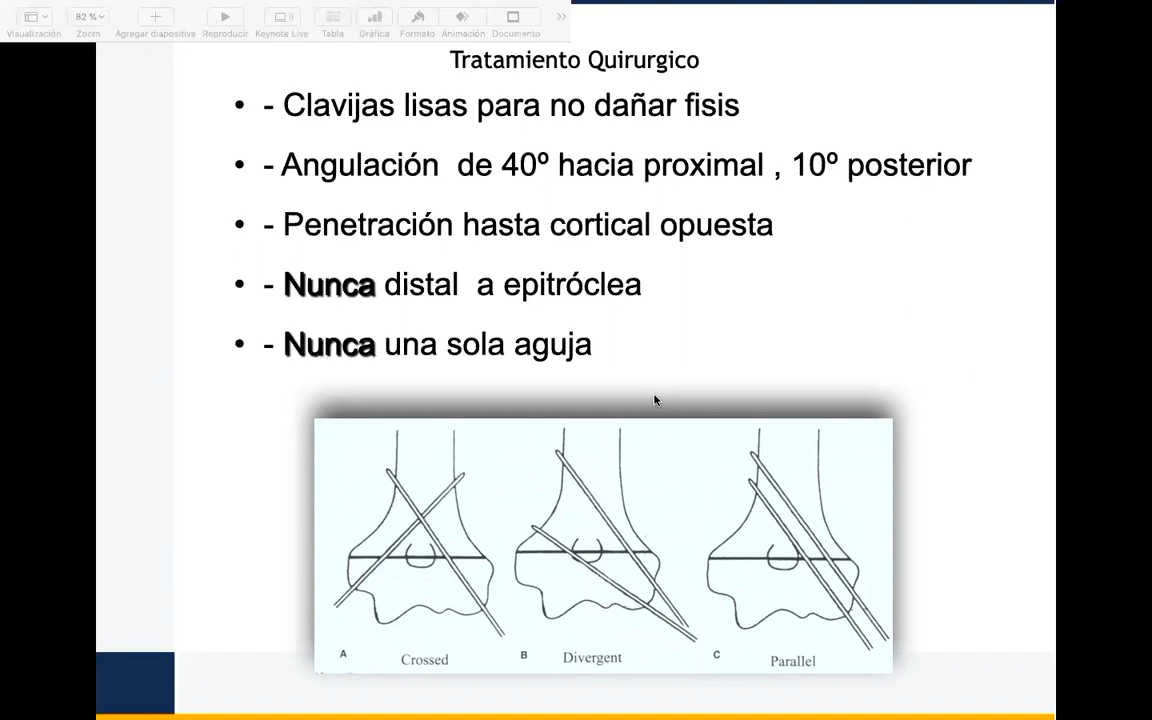 82 %
Visualización Zoom Agregar diapositiva Reproducir Keynote Live Tabla Gráfica Formato Animación Documento
Tratamiento Quirurgico
• - Clavijas lisas para no dañar fisis
• - Angulación de 40º hacia proximal , 10º posterior
• - Penetración hasta cortical opuesta
• - Nunca distal a epitróclea
• - Nunca una sola aguja
A Crossed B Divergent C Parallel